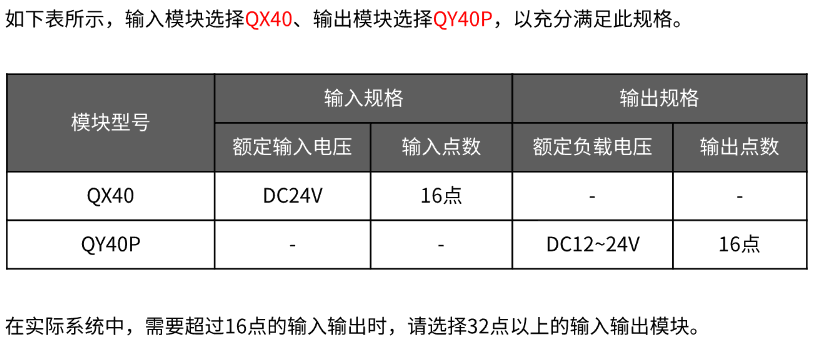 如下表所示，输入模块选择QX40、输出模块选择QY40P，以充分满足此规格。
模块型号 输入规格 输出规格
额定输入电压 输入点数 额定负载电压 输出点数
QX40 DC24V 16点 - -
QY40P - - DC12~24V 16点
在实际系统中，需要超过16点的输入输出时，请选择32点以上的输入输出模块。